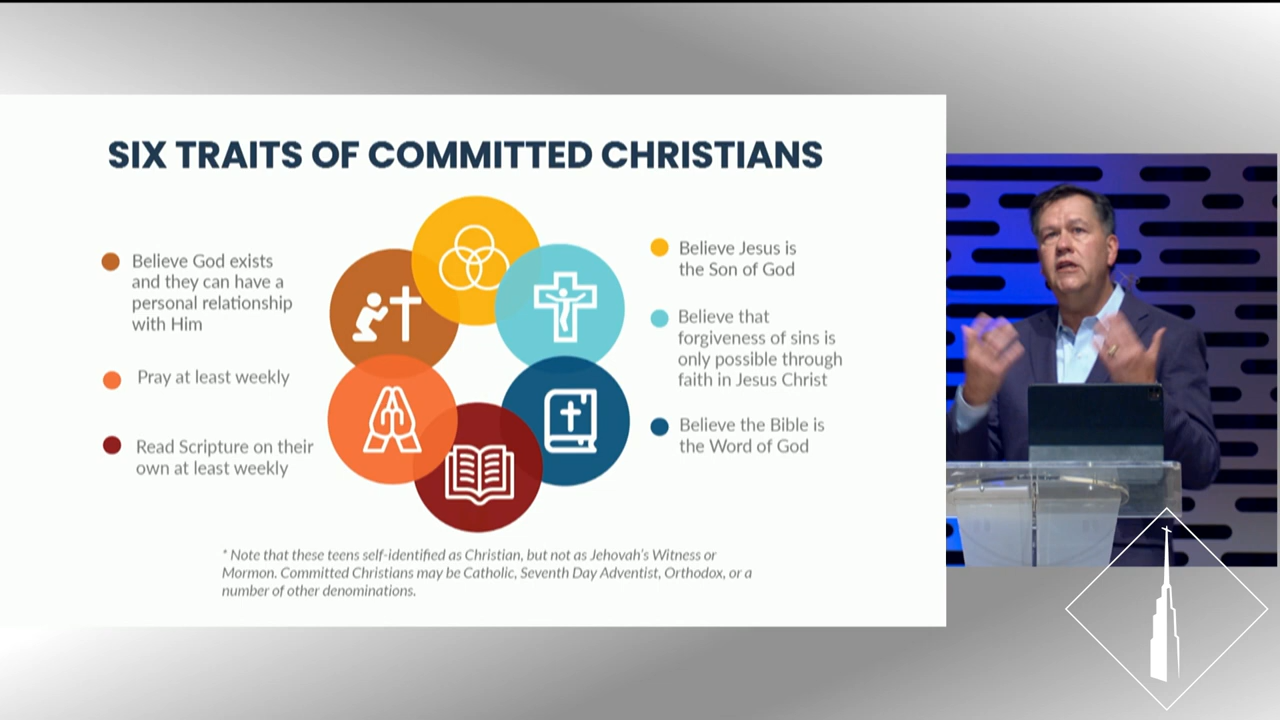 SIX TRAITS OF COMMITTED CHRISTIANS
Believe God exists
and they can have a
personal relationship
with Him
Pray at least weekly
Read Scripture on their
own at least weekly
Believe Jesus is
the Son of God
Believe that
forgiveness of sins is
only possible through
faith in Jesus Christ
Believe the Bible is
the Word of God
* Note that these teens self-identified as Christian, but not as Jehovah's Witness or
Mormon. Committed Christians may be Catholic, Seventh Day Adventist, Orthodox, or a
number of other denominations.